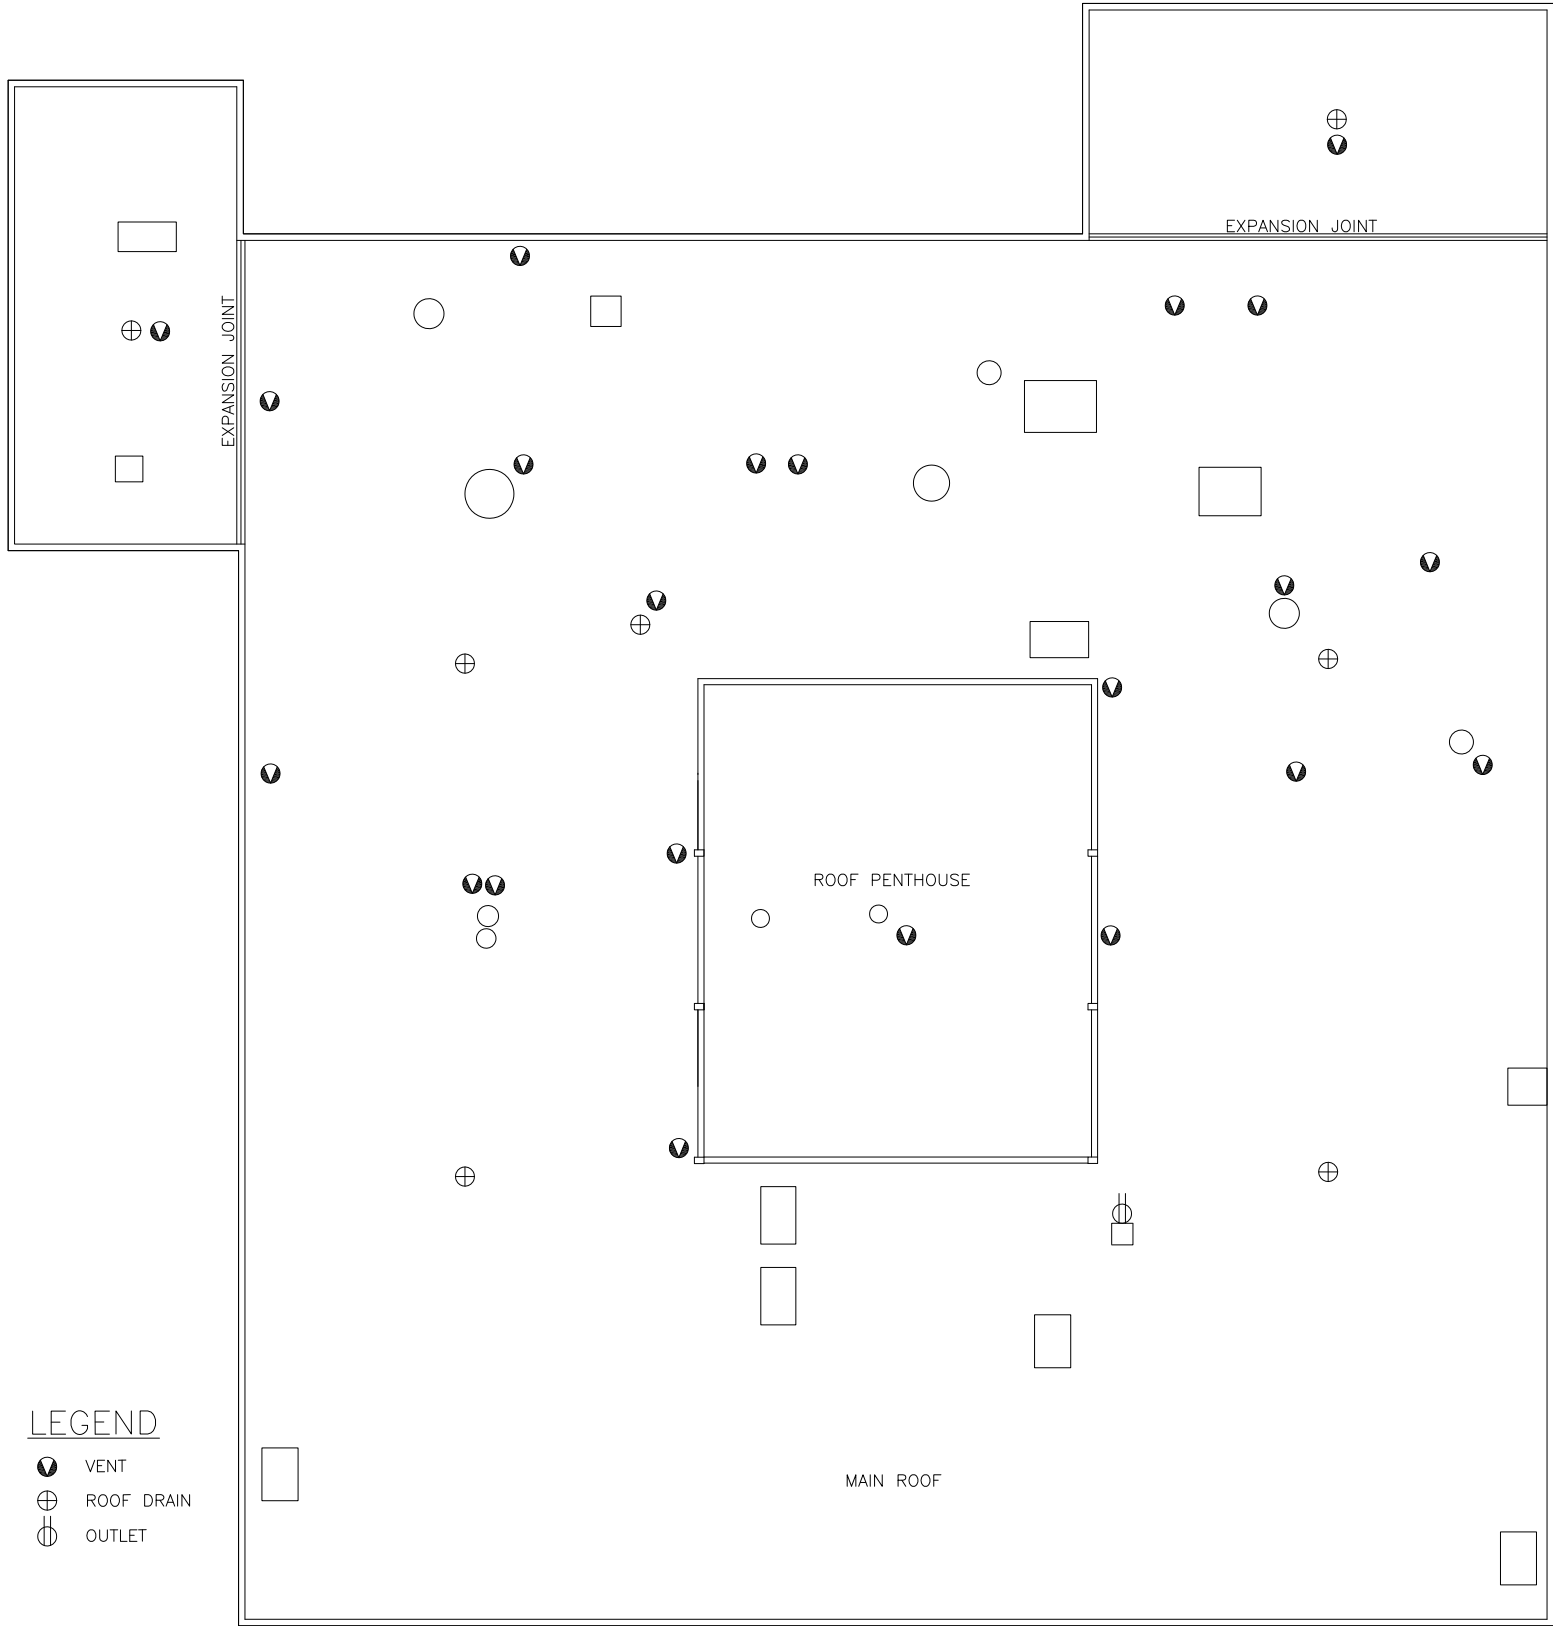 EXPANSION JOINT
EXPANSION JOINT
ROOF PENTHOUSE
MAIN ROOF
LEGEND
VENT
ROOF DRAIN
OUTLET